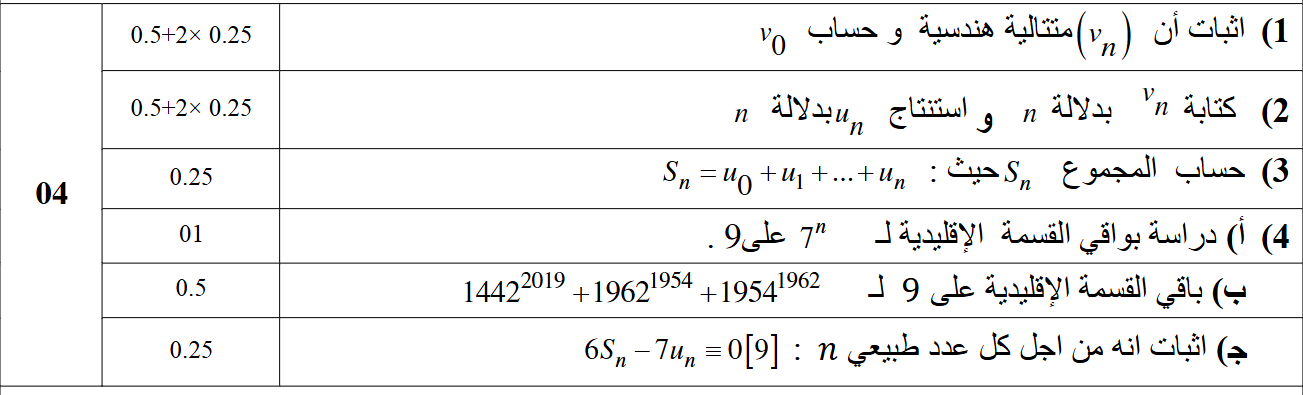 1) اثبات أن (v_n) متتالية هندسية و حساب v_0
0.5+2× 0.25
2) كتابة v_n بدلالة n و استنتاج u_n بدلالة n
0.5+2× 0.25
3) حساب المجموع S_n حيث : S_n = u_0 + u_1 + ... + u_n
0.25
4) أ) دراسة بواقي القسمة الإقليدية لـ 7^n على9 .
01
ب) باقي القسمة الإقليدية على 9 لـ 1442^2019 +1962^1954 +1954^1962
0.5
ج) اثبات انه من اجل كل عدد طبيعي n : 6S_n − 7u_n ≡ 0[9]
0.25
04